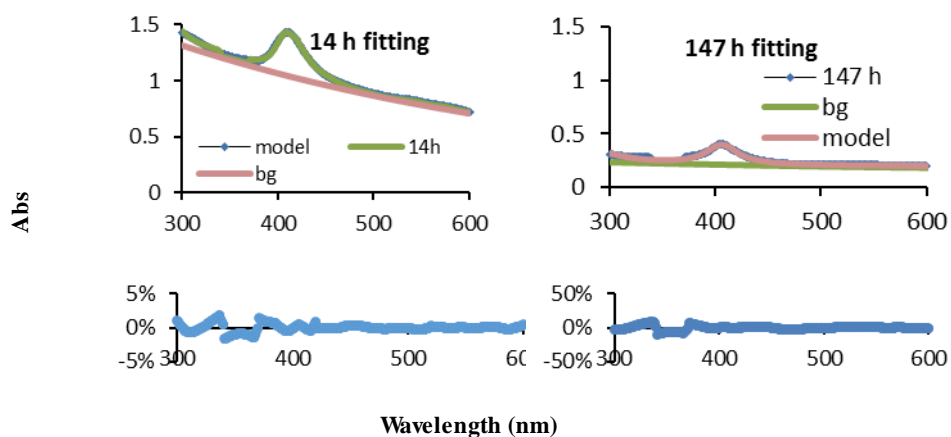 1.5
1
0.5
0
300 400 500 600
14 h fitting
model 14h
bg
1.5
1
0.5
0
300 400 500 600
147 h fitting
147 h
bg
model
Abs
5%
0%
-5%
300 400 500 60
50%
0%
-50%
300 400 500 600
Wavelength (nm)